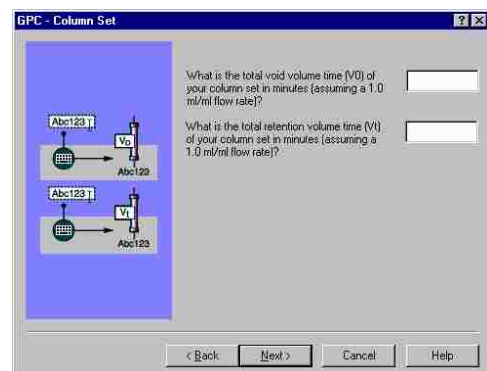 GPC - Column Set
What is the total void volume time (V0) of
your column set in minutes (assuming a 1.0
ml/ml flow rate)?
What is the total retention volume time (Vt)
of your column set in minutes (assuming a
1.0 ml/ml flow rate)?
Abc123
Vo
Abc123
Abc123
Vt
Abc123
< Back
Next >
Cancel
Help